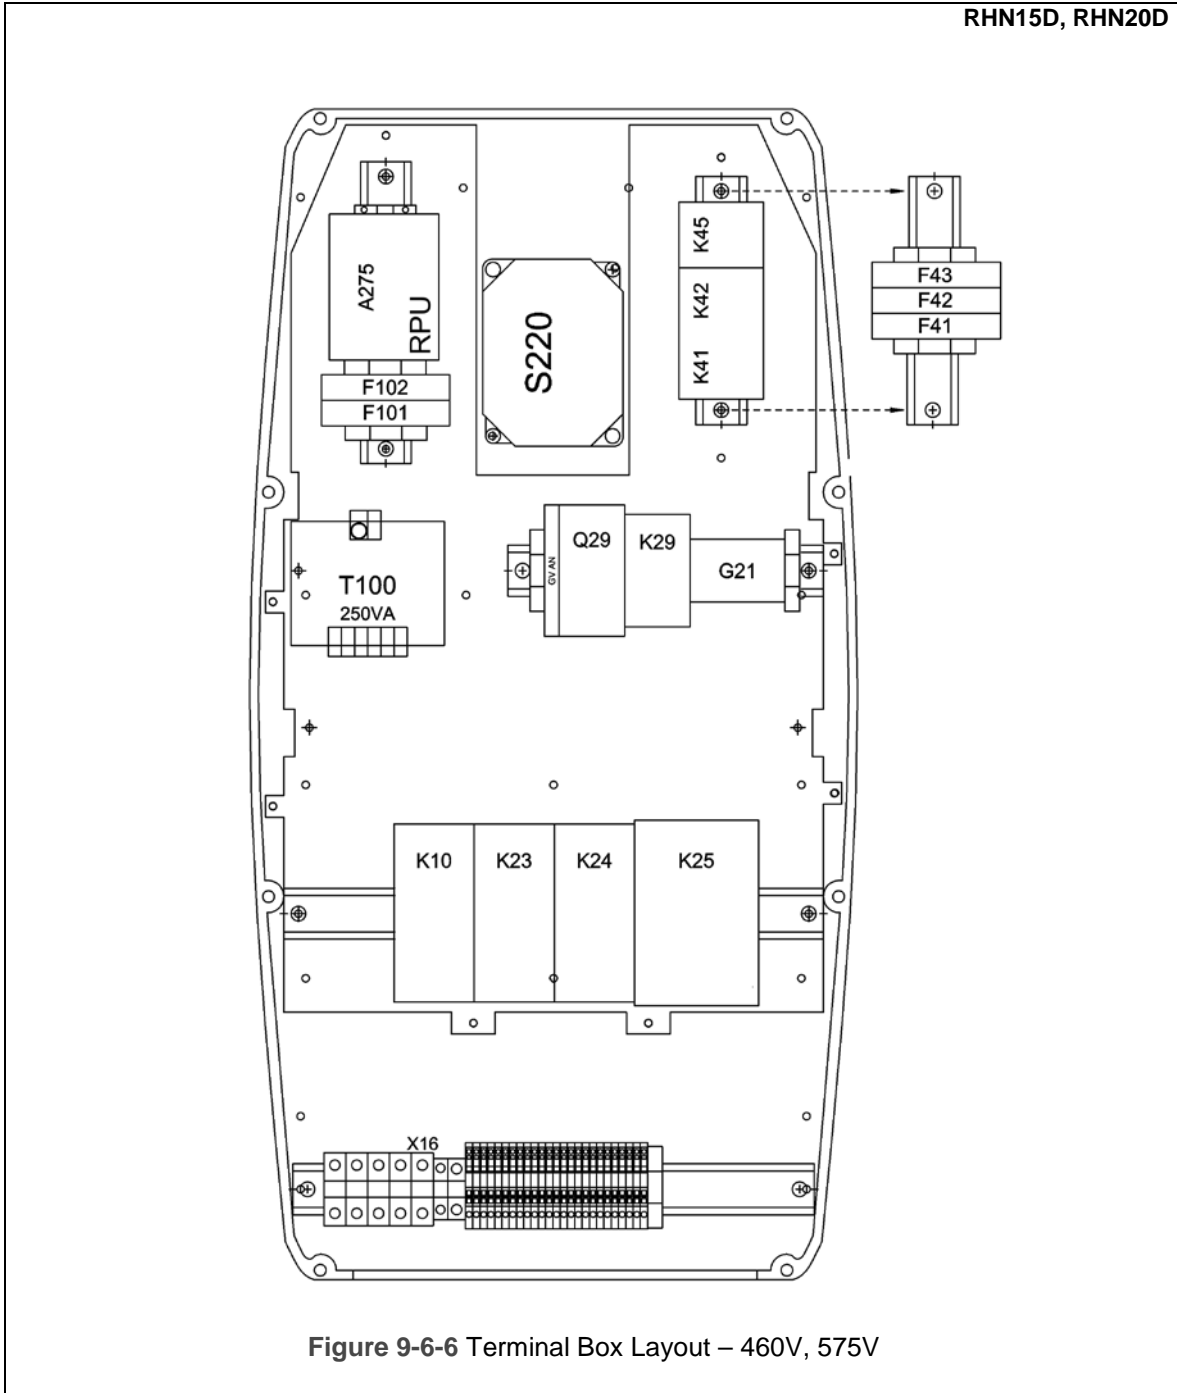 RHN15D, RHN20D
A275
RPU
F102
F101
S220
K45
K42
K41
F43
F42
F41
T100
250VA
GV AN
Q29
K29
G21
K10
K23
K24
K25
X16
Figure 9-6-6 Terminal Box Layout – 460V, 575V